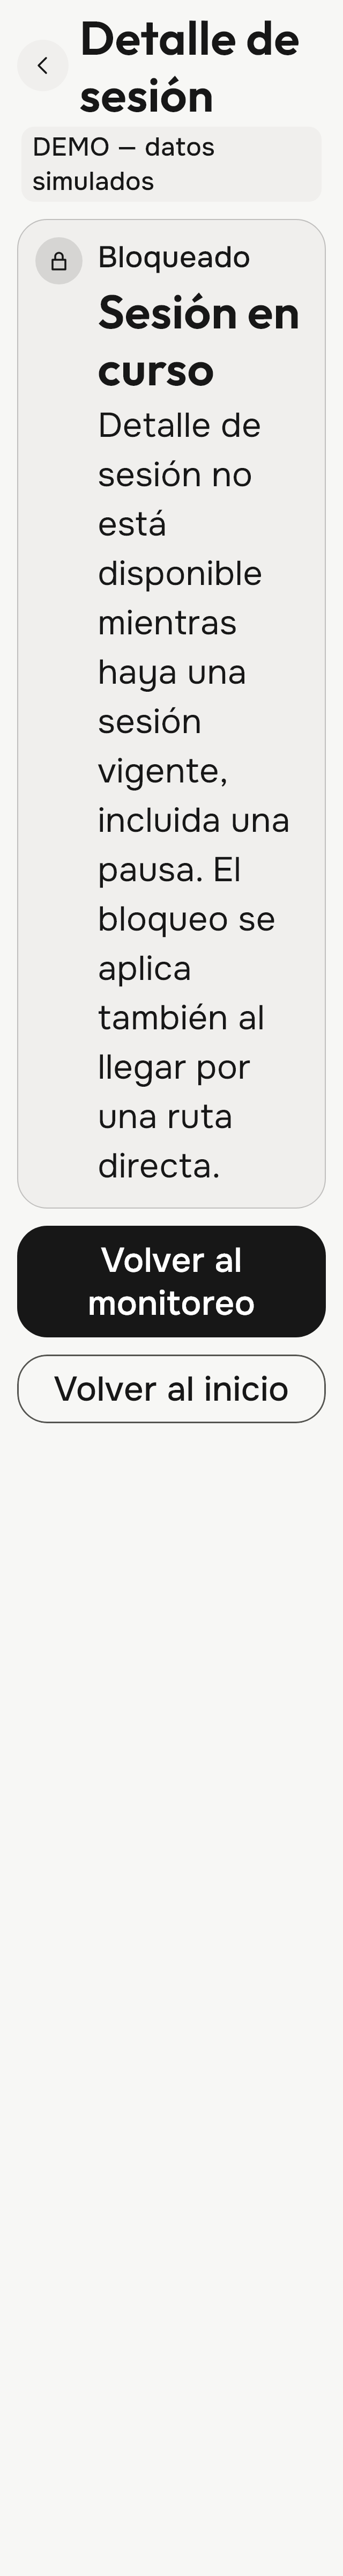 Detalle de
sesión
DEMO — datos
simulados
Bloqueado
Sesión en
curso
Detalle de
sesión no
está
disponible
mientras
haya una
sesión
vigente,
incluida una
pausa. El
bloqueo se
aplica
también al
llegar por
una ruta
directa.
Volver al
monitoreo
Volver al inicio